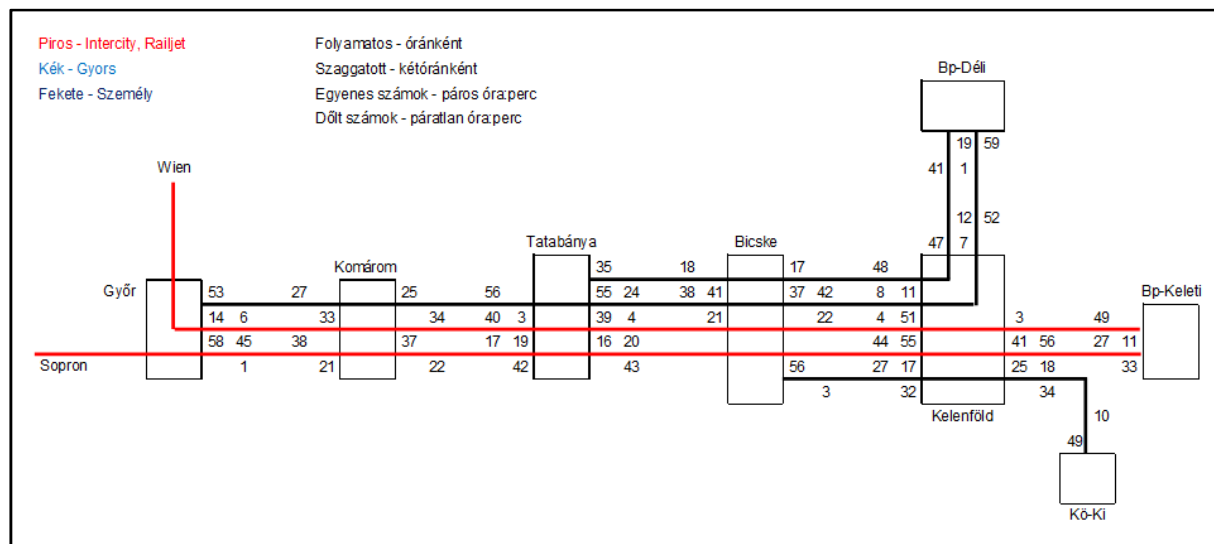 Piros - Intercity, Railjet
Kék - Gyors
Fekete - Személy
Folyamatos - óránként
Szaggatott - kétóránként
Egyenes számok - páros óra:perc
Dőlt számok - páratlan óra:perc
Bp-Déli
19 59
41 1
Wien
12 52
47 7
Tatabánya
Bicske
Komárom
35 18 17 48
Győr
53 27 25 56 55 24 38 41 37 42 8 11
Bp-Keleti
14 6 33 34 40 3 39 4 21 22 4 51 3 49
58 45 38 37 17 19 16 20 44 55 41 56 27 11
Sopron
1 21 22 42 43 56 27 17 25 18 33
3 32 34
Kelenföld
10
49
Kö-Ki